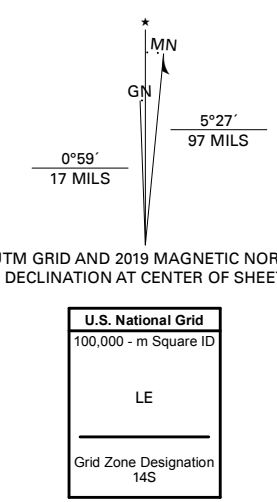 ★
MN
GN
5°27´
97 MILS
0°59´
17 MILS
UTM GRID AND 2019 MAGNETIC NOR
DECLINATION AT CENTER OF SHEET
U.S. National Grid
100,000 - m Square ID
LE
Grid Zone Designation
14S